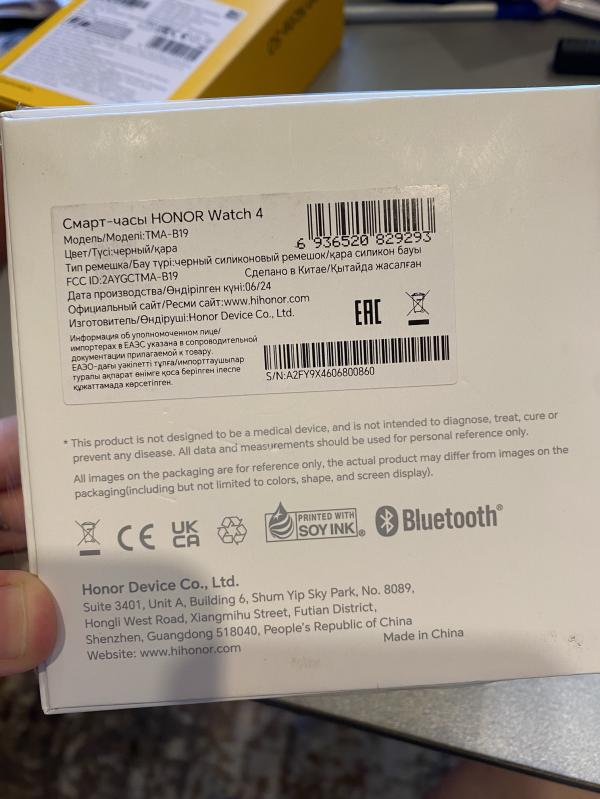 Смарт-часы HONOR Watch 4
Модель/Моделі:TMA-B19
Цвет/Түсі:черный/қара
Тип ремешка/Бау түрі:черный силиконовый ремешок/қара силикон бауы
FCC ID:2AYGCTMA-B19
Сделано в Китае/Қытайда жасалған
Дата производства/Өндірілген күні:06/24
Официальный сайт/Ресми сайт:www.hihonor.com
Изготовитель/Өндіруші:Honor Device Co., Ltd.
Информация об уполномоченном лице/
импортерах в ЕАЭС указана в сопроводительной
документации прилагаемой к товару.
ЕАЭО-дағы уәкілетті тұлға/импорттаушылар
туралы ақпарат өнімге қоса берілген ілеспе
құжаттамада көрсетілген.
6 936520 829293
EAC
S/N:A2FY9X4606800860
* This product is not designed to be a medical device, and is not intended to diagnose, treat, cure or
prevent any disease. All data and measurements should be used for personal reference only.
All images on the packaging are for reference only, the actual product may differ from images on the
packaging(including but not limited to colors, shape, and screen display).
CE
UK
CA
PRINTED WITH
SOY INK
Bluetooth®
Honor Device Co., Ltd.
Suite 3401, Unit A, Building 6, Shum Yip Sky Park, No. 8089,
Hongli West Road, Xiangmihu Street, Futian District,
Shenzhen, Guangdong 518040, People's Republic of China
Website: www.hihonor.com
Made in China